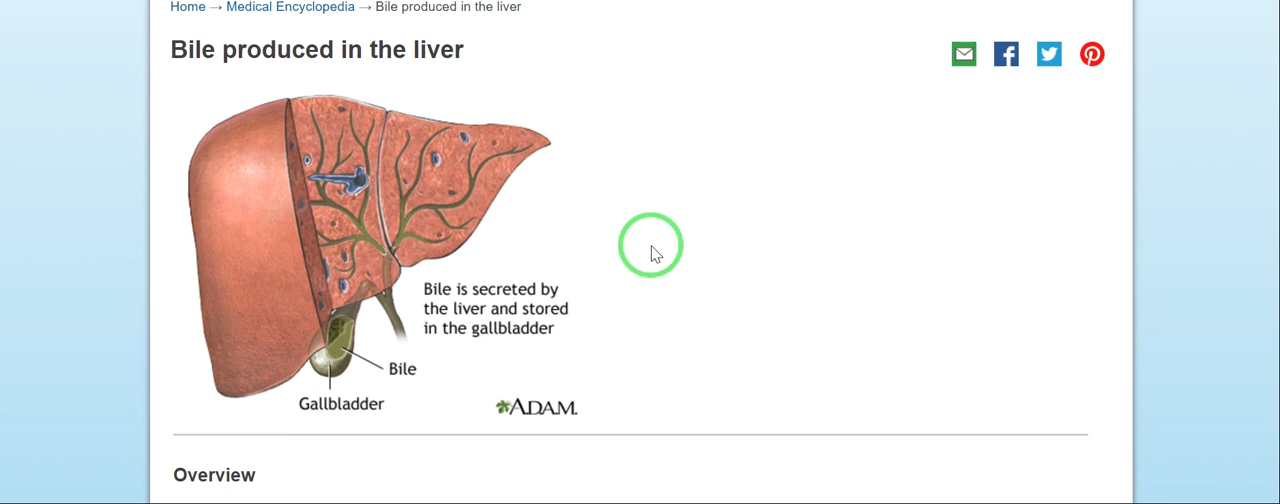 Home → Medical Encyclopedia → Bile produced in the liver
Bile produced in the liver
Bile is secreted by
the liver and stored
in the gallbladder
Bile
Gallbladder
A.D.A.M.
Overview